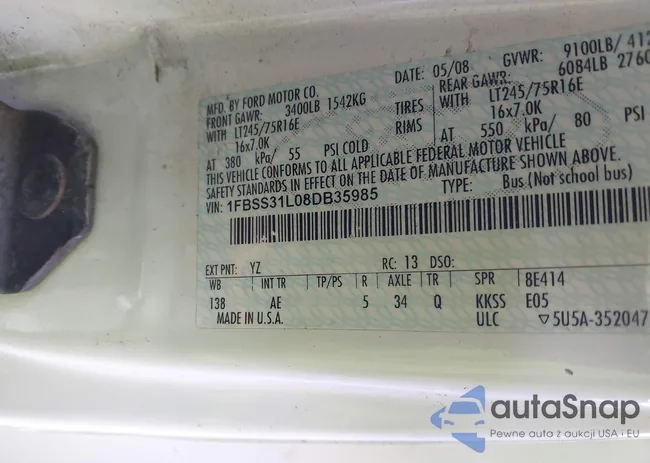 MFD. BY FORD MOTOR CO. DATE: 05/08 GVWR: 9100LB/ 412
FRONT GAWR: 3400LB 1542KG REAR GAWR: 6084LB 2760
WITH LT245/75R16E TIRES WITH LT245/75R16E
16x7.0K RIMS 16x7.0K
AT 380 kPa/ 55 PSI COLD AT 550 kPa/ 80 PSI
THIS VEHICLE CONFORMS TO ALL APPLICABLE FEDERAL MOTOR VEHICLE
SAFETY STANDARDS IN EFFECT ON THE DATE OF MANUFACTURE SHOWN ABOVE.
VIN: 1FBSS31L08DB35985 TYPE: Bus (Not school bus)
EXT PNT: YZ RC: 13 DSO:
WB INT TR TP/PS R AXLE TR SPR 8E414
138 AE 5 34 Q KKSS E05
MADE IN U.S.A. ULC ▽5U5A-352047
autaSnap
Pewne auta z aukcji USA i EU